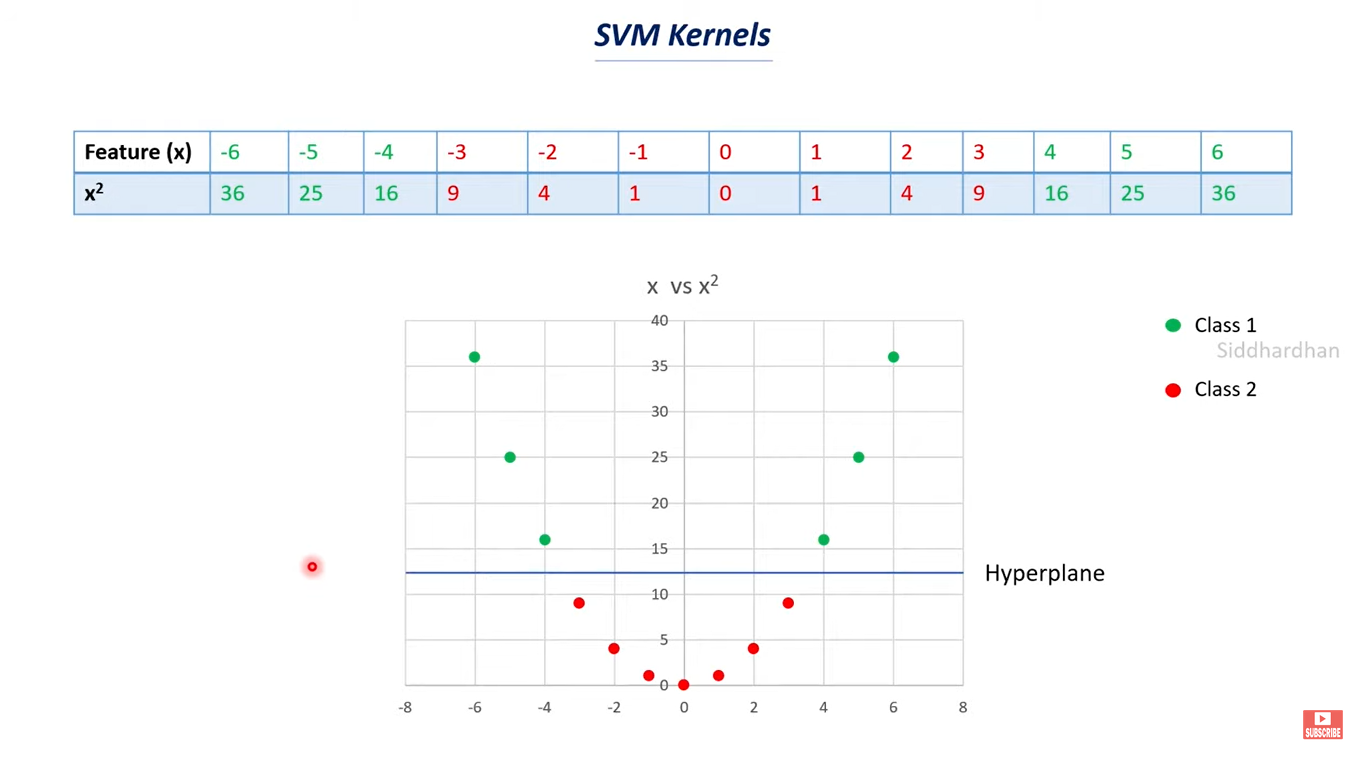 SVM Kernels
Feature (x) -6 -5 -4 -3 -2 -1 0 1 2 3 4 5 6
x² 36 25 16 9 4 1 0 1 4 9 16 25 36
x vs x²
40
35
30
25
20
15
10
5
0
-8 -6 -4 -2 0 2 4 6 8
Hyperplane
Class 1
Siddhardhan
Class 2
SUBSCRIBE